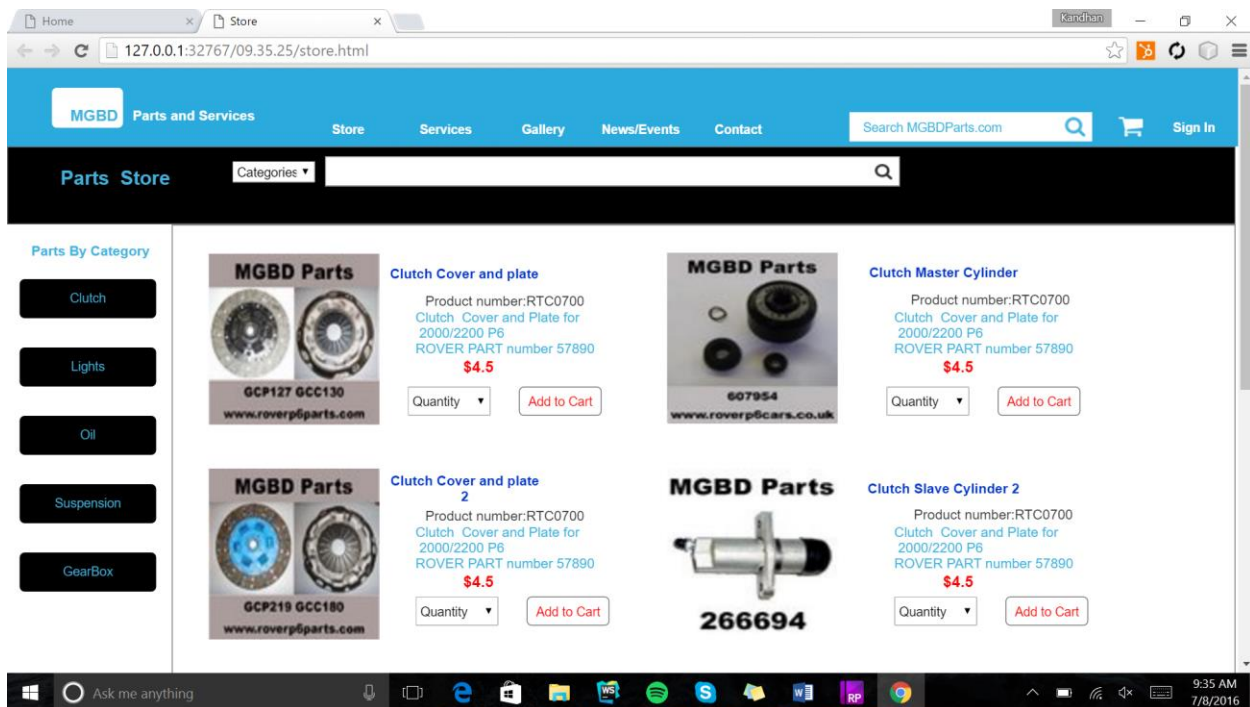 Home
Store
Kandhan
127.0.0.1:32767/09.35.25/store.html
MGBD Parts and Services
Store Services Gallery News/Events Contact
Search MGBDParts.com
Sign In
Parts Store
Categories
Parts By Category
Clutch
Lights
Oil
Suspension
GearBox
MGBD Parts
GCP127 GCC130
www.roverp6parts.com
Clutch Cover and plate
Product number:RTC0700
Clutch Cover and Plate for
2000/2200 P6
ROVER PART number 57890
$4.5
Quantity
Add to Cart
MGBD Parts
607954
www.roverp6cars.co.uk
Clutch Master Cylinder
Product number:RTC0700
Clutch Cover and Plate for
2000/2200 P6
ROVER PART number 57890
$4.5
Quantity
Add to Cart
MGBD Parts
GCP219 GCC180
www.roverp6parts.com
Clutch Cover and plate
2
Product number:RTC0700
Clutch Cover and Plate for
2000/2200 P6
ROVER PART number 57890
$4.5
Quantity
Add to Cart
MGBD Parts
266694
Clutch Slave Cylinder 2
Product number:RTC0700
Clutch Cover and Plate for
2000/2200 P6
ROVER PART number 57890
$4.5
Quantity
Add to Cart
Ask me anything
WS
RP
9:35 AM
7/8/2016